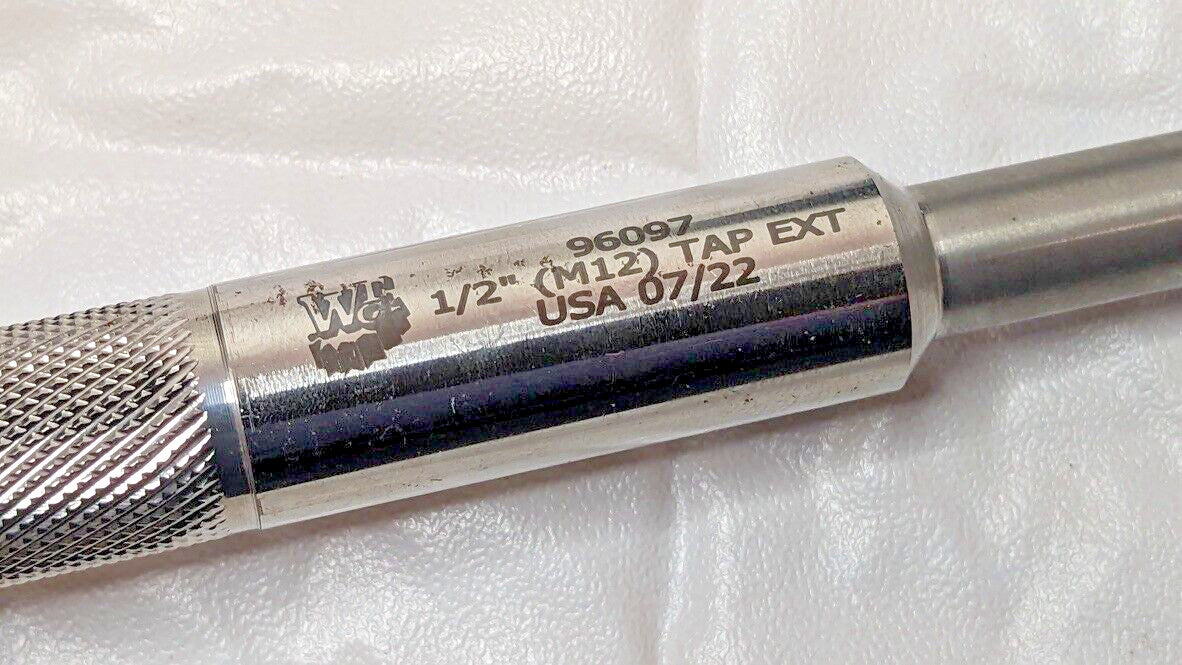 96097
1/2" (M12) TAP EXT
USA 07/22